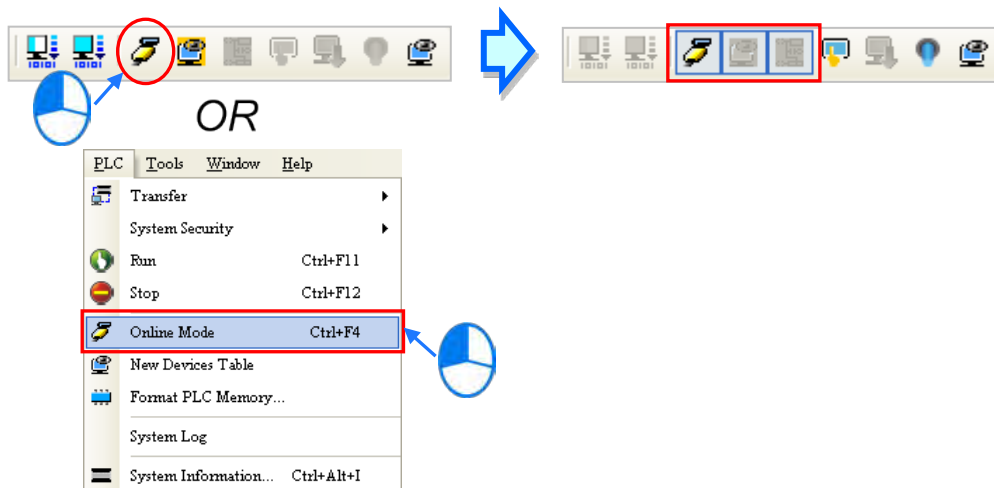 OR
PLC Tools Window Help
Transfer
System Security
Run Ctrl+F11
Stop Ctrl+F12
Online Mode Ctrl+F4
New Devices Table
Format PLC Memory...
System Log
System Information... Ctrl+Alt+I